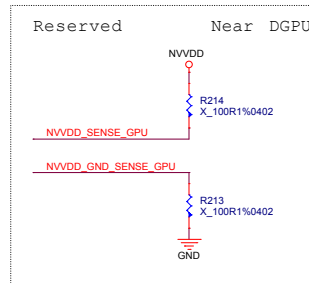 Reserved Near DGPU
NVVDD
R214
X_100R1%0402
NVVDD_SENSE_GPU
NVVDD_GND_SENSE_GPU
R213
X_100R1%0402
GND